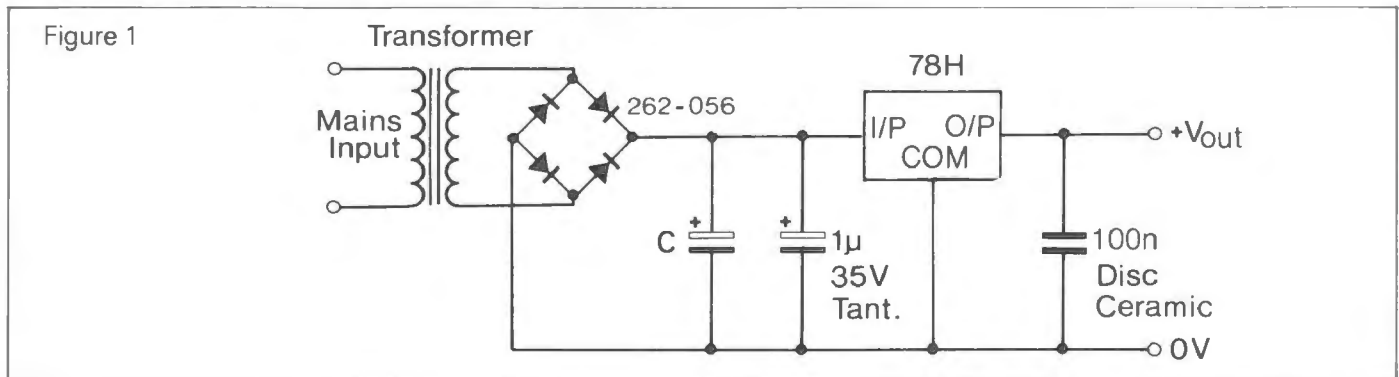 Figure 1
Transformer
Mains
Input
262-056
78H
I/P O/P
COM
+Vout
+
C
+
1µ
35V
Tant.
100n
Disc
Ceramic
0V